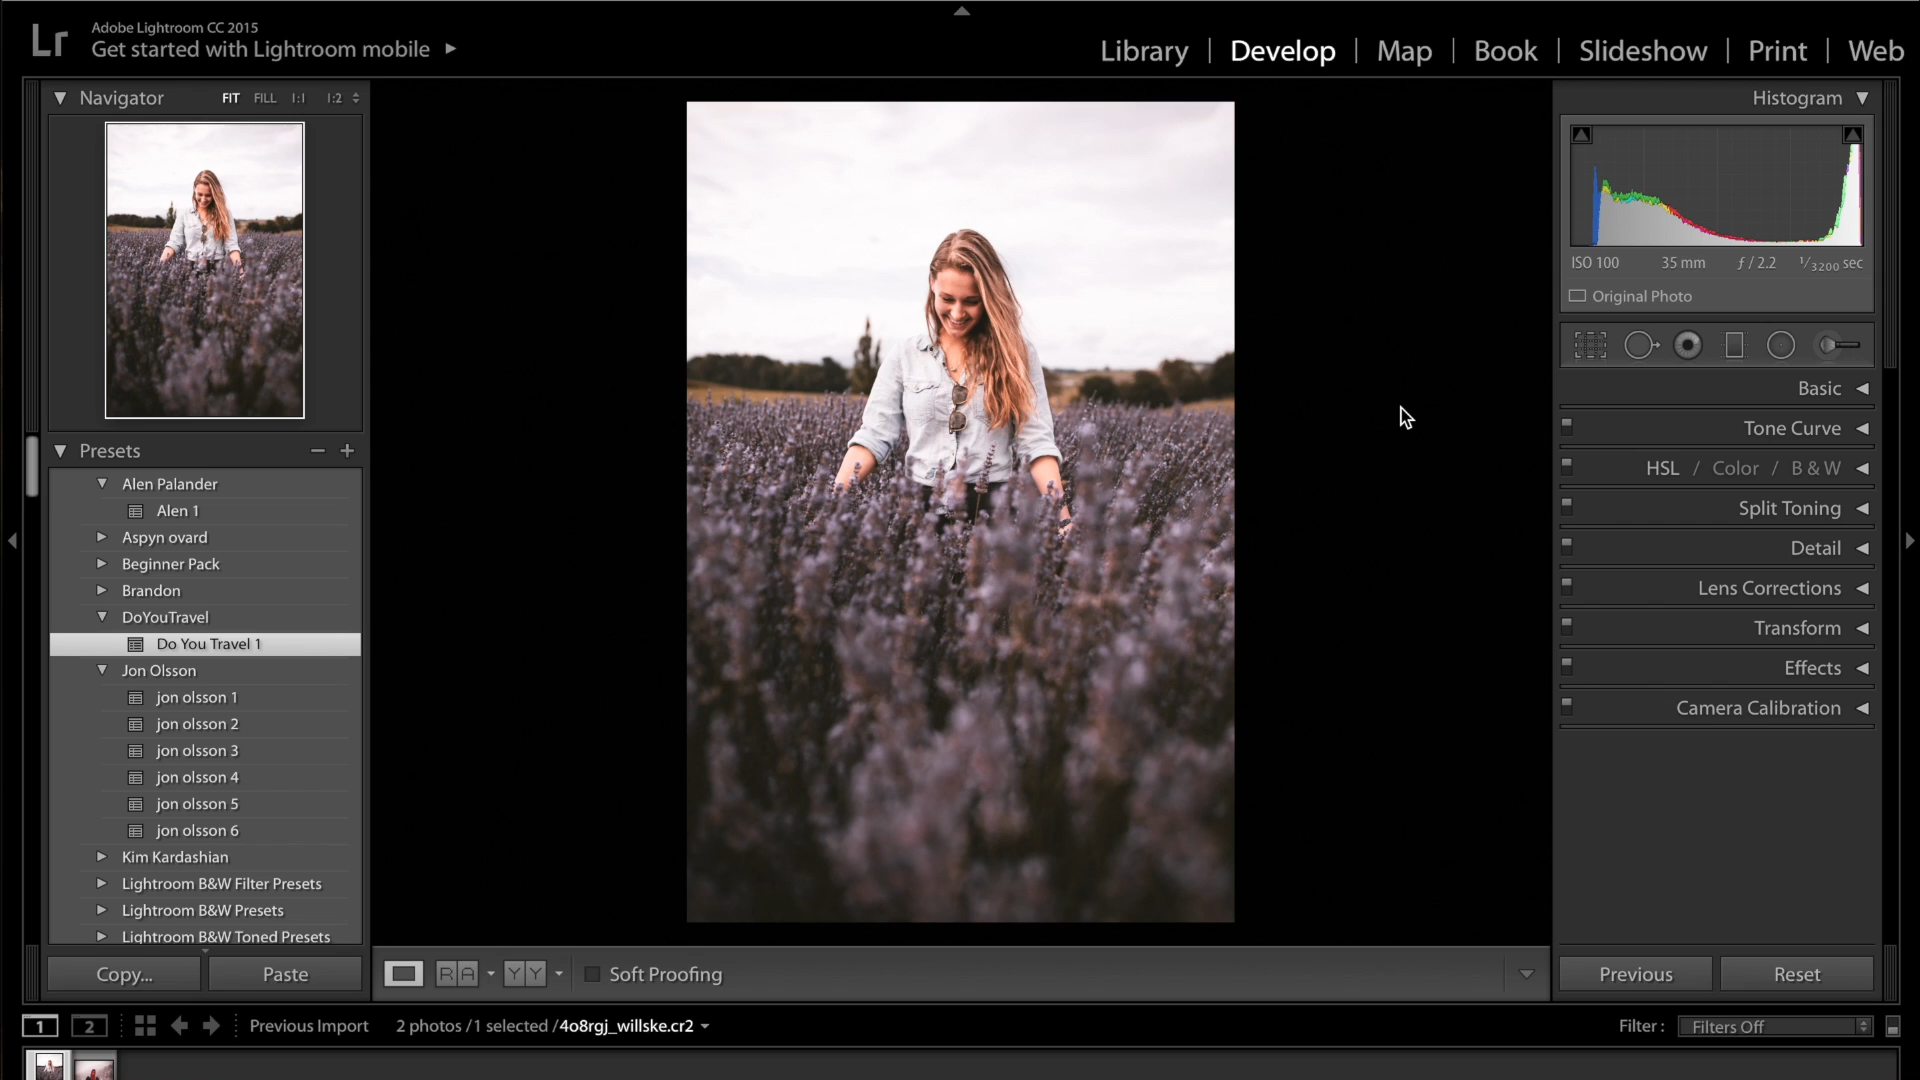 Lr
Adobe Lightroom CC 2015
Get started with Lightroom mobile
Library | Develop | Map | Book | Slideshow | Print | Web
Navigator FIT FILL 1:1 1:2
Presets
Alen Palander
Alen 1
Aspyn ovard
Beginner Pack
Brandon
DoYouTravel
Do You Travel 1
Jon Olsson
jon olsson 1
jon olsson 2
jon olsson 3
jon olsson 4
jon olsson 5
jon olsson 6
Kim Kardashian
Lightroom B&W Filter Presets
Lightroom B&W Presets
Lightroom B&W Toned Presets
Copy... Paste
R A Y Y Soft Proofing
Histogram
ISO 100 35 mm ƒ / 2.2 1/3200 sec
Original Photo
Basic
Tone Curve
HSL / Color / B & W
Split Toning
Detail
Lens Corrections
Transform
Effects
Camera Calibration
Previous Reset
1 2 Previous Import 2 photos /1 selected /4o8rgj_willske.cr2 Filter : Filters Off